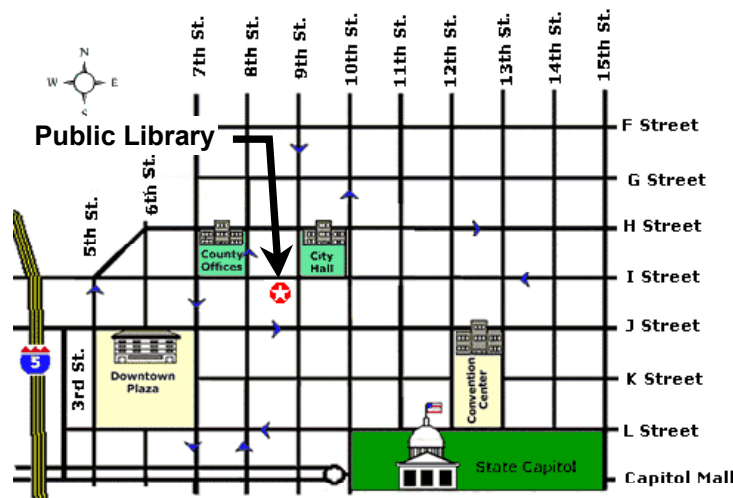 7th St.
8th St.
9th St.
10th St.
11th St.
12th St.
13th St.
14th St.
15th St.
N
W
E
S
Public Library
F Street
G Street
6th St.
5th St.
H Street
County
Offices
City
Hall
I Street
J Street
5
3rd St.
Downtown
Plaza
Convention
Center
K Street
L Street
State Capitol
Capitol Mall